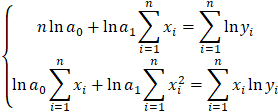 n ln a₀ + ln a₁ ∑ᵢ₌₁ⁿ xᵢ = ∑ᵢ₌₁ⁿ ln yᵢ
ln a₀ ∑ᵢ₌₁ⁿ xᵢ + ln a₁ ∑ᵢ₌₁ⁿ xᵢ² = ∑ᵢ₌₁ⁿ xᵢ ln yᵢ